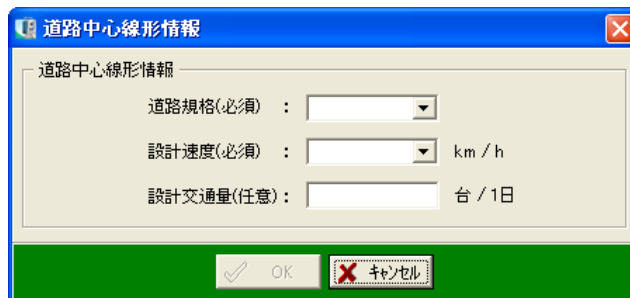 道路中心線形情報
道路中心線形情報
道路規格(必須) :
設計速度(必須) : km / h
設計交通量(任意) : 台 / 1日
OK ｷｬﾝｾﾙ